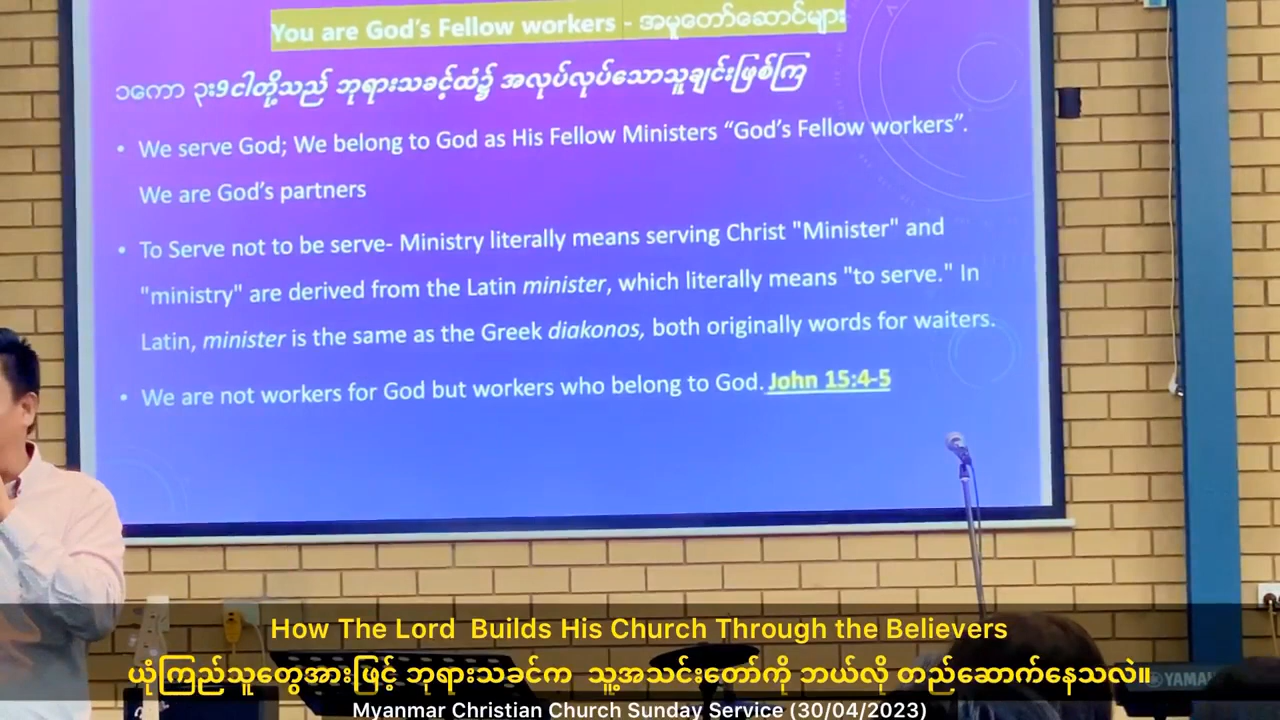 You are God's Fellow workers - အမှုတော်ဆောင်များ
၁ကော ၃း9ငါတို့သည် ဘုရားသခင့်ထံ၌ အလုပ်လုပ်သောသူချင်းဖြစ်ကြ
• We serve God; We belong to God as His Fellow Ministers “God’s Fellow workers”.
We are God’s partners
• To Serve not to be serve- Ministry literally means serving Christ "Minister" and
"ministry" are derived from the Latin minister, which literally means "to serve." In
Latin, minister is the same as the Greek diakonos, both originally words for waiters.
• We are not workers for God but workers who belong to God. John 15:4-5
How The Lord Builds His Church Through the Believers
ယုံကြည်သူတွေအားဖြင့် ဘုရားသခင်က သူ့အသင်းတော်ကို ဘယ်လို တည်ဆောက်နေသလဲ။
YAMAH
Myanmar Christian Church Sunday Service (30/04/2023)